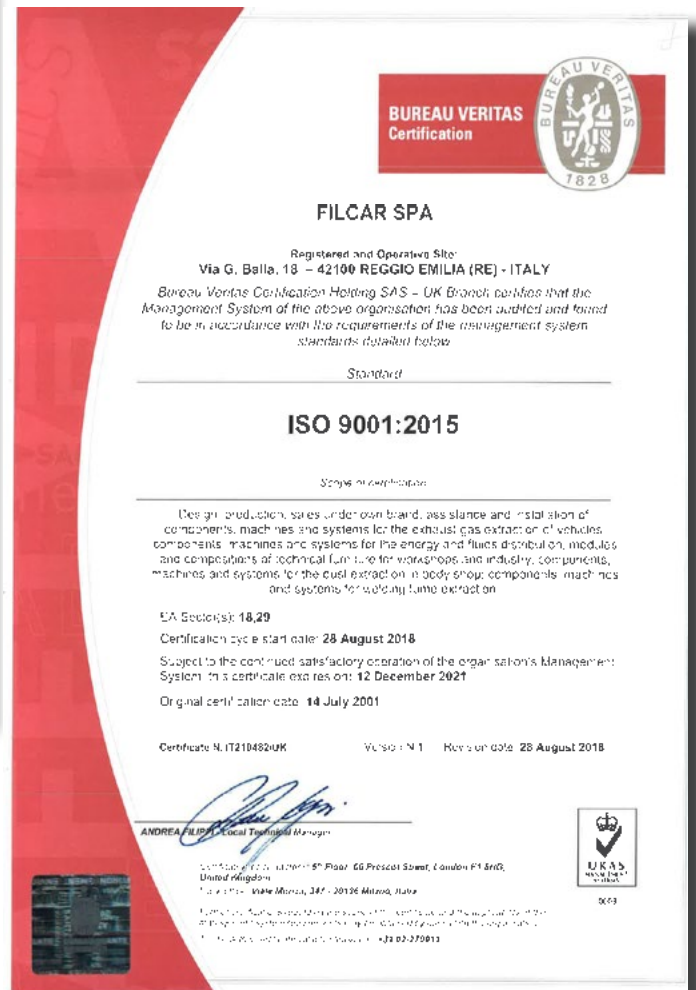 BUREAU VERITAS
Certification
BUREAU VERITAS
1828
FILCAR SPA
Registered and Operative Site:
Via G. Balla, 18 – 42100 REGGIO EMILIA (RE) - ITALY
Bureau Veritas Certification Holding SAS – UK Branch certifies that the
Management System of the above organisation has been audited and found
to be in accordance with the requirements of the management system
standards detailed below
Standard
ISO 9001:2015
Scope of certification
Design, production, sales under own brand, assistance and installation of
components, machines and systems for the exhaust gas extraction of vehicles
components, machines and systems for the energy and fluids distribution, modules
and compositions of technical furniture for workshops and industry, components,
machines and systems for the dust extraction in body shop; components, machines
and systems for welding fume extraction
EA Sector(s): 18,29
Certification cycle start date: 28 August 2018
Subject to the continued satisfactory operation of the organisation's Management
System, this certificate expires on: 12 December 2021
Original certification date: 14 July 2001
Certificate N. IT210482/UK Version N 1 Revision date: 28 August 2018
ANDREA FILIPPI - Local Technical Manager
5th Floor, 66 Prescot Street, London E1 8HG,
United Kingdom
Viale Monza, 347 - 20126 Milano, Italia
UKAS
MANAGEMENT
SYSTEMS
0008